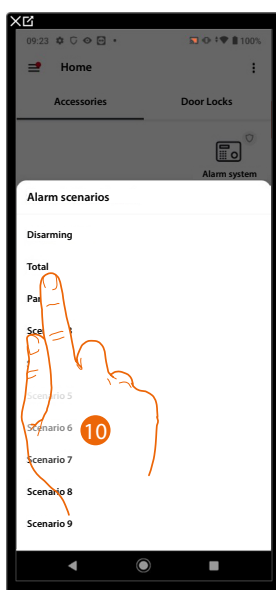 09:23 100%
Home
Accessories Door Locks
Alarm system
Alarm scenarios
Disarming
Total
Scenario 5
Scenario 6
10
Scenario 7
Scenario 8
Scenario 9